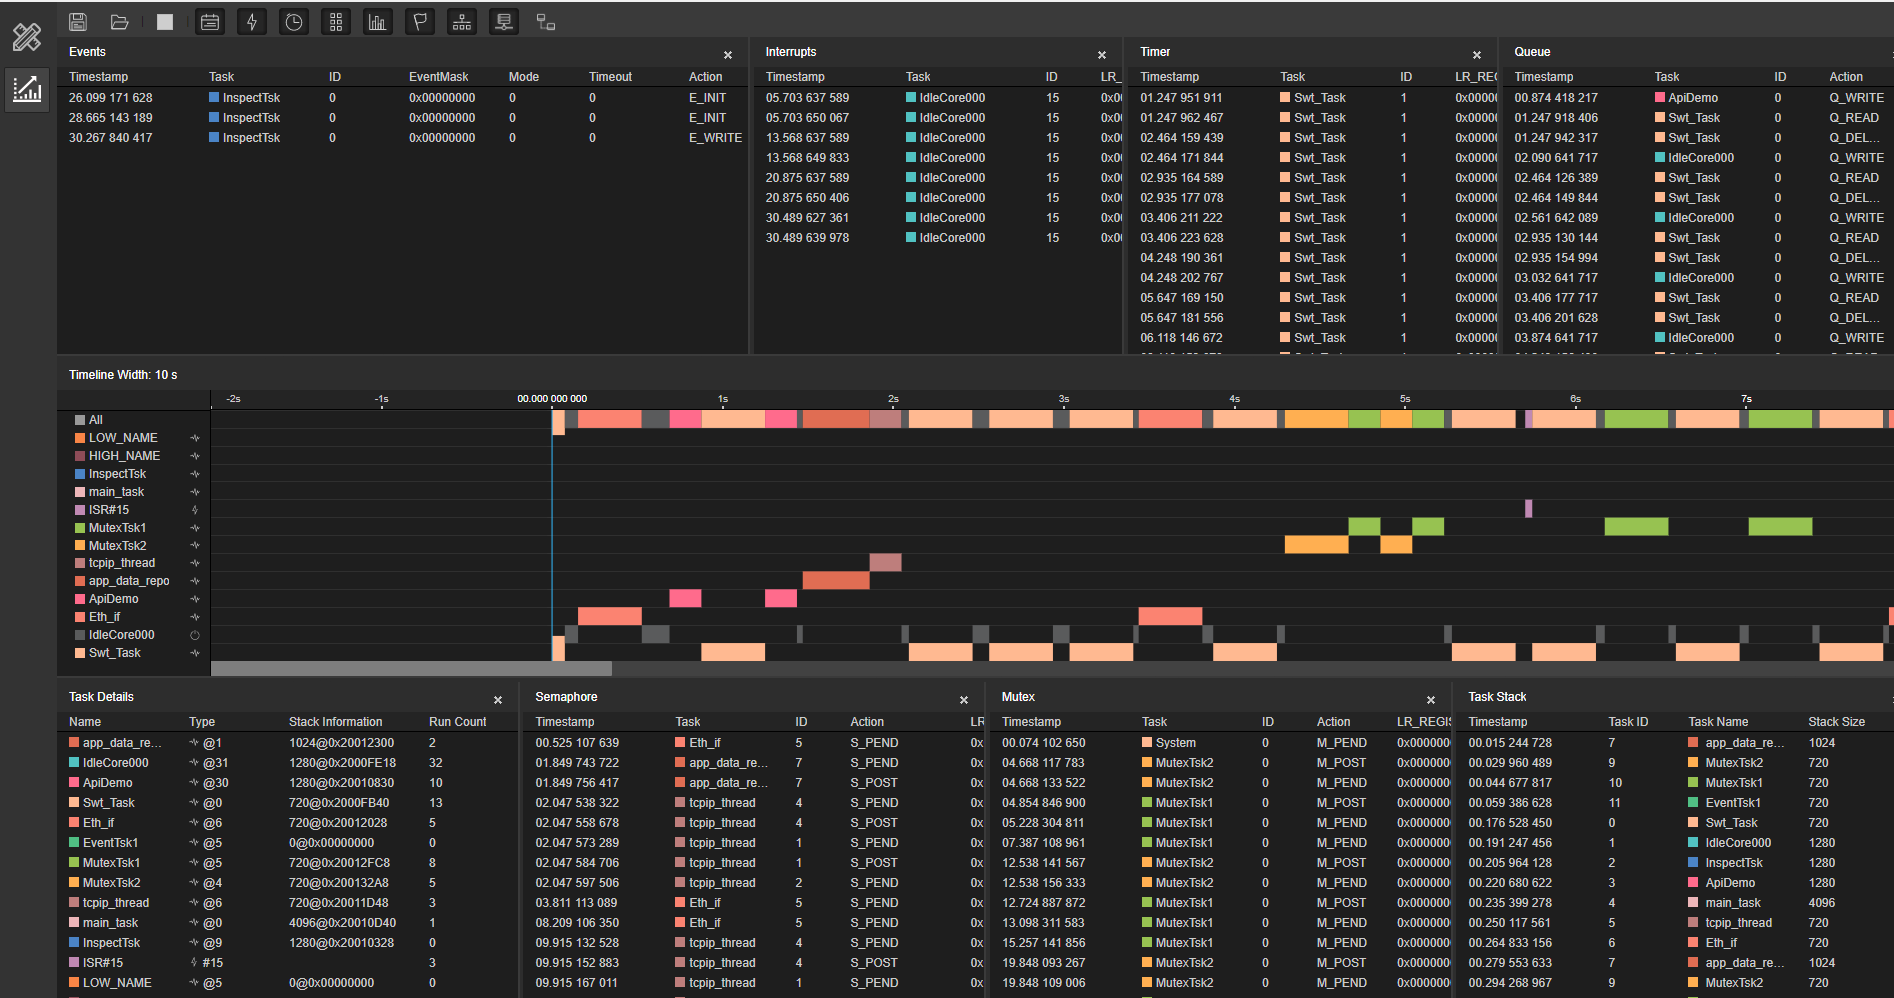 Events
Timestamp Task ID EventMask Mode Timeout Action
26.099 171 628 InspectTsk 0 0x00000000 0 0 E_INIT
28.665 143 189 InspectTsk 0 0x00000000 0 0 E_INIT
30.267 840 417 InspectTsk 0 0x00000000 0 0 E_WRITE
Interrupts
Timestamp Task ID LR_
05.703 637 589 IdleCore000 15 0x0
05.703 650 067 IdleCore000 15 0x0
13.568 637 589 IdleCore000 15 0x0
13.568 649 833 IdleCore000 15 0x0
20.875 637 589 IdleCore000 15 0x0
20.875 650 406 IdleCore000 15 0x0
30.489 627 361 IdleCore000 15 0x0
30.489 639 978 IdleCore000 15 0x0
Timer
Timestamp Task ID LR_REG
01.247 951 911 Swt_Task 1 0x0000
01.247 962 467 Swt_Task 1 0x0000
02.464 159 439 Swt_Task 1 0x0000
02.464 171 844 Swt_Task 1 0x0000
02.935 164 589 Swt_Task 1 0x0000
02.935 177 078 Swt_Task 1 0x0000
03.406 211 222 Swt_Task 1 0x0000
03.406 223 628 Swt_Task 1 0x0000
04.248 190 361 Swt_Task 1 0x0000
04.248 202 767 Swt_Task 1 0x0000
05.647 169 150 Swt_Task 1 0x0000
05.647 181 556 Swt_Task 1 0x0000
06.118 146 672 Swt_Task 1 0x0000
Queue
Timestamp Task ID Action
00.874 418 217 ApiDemo 0 Q_WRITE
01.247 918 406 Swt_Task 0 Q_READ
01.247 942 317 Swt_Task 0 Q_DEL...
02.090 641 717 IdleCore000 0 Q_WRITE
02.464 126 389 Swt_Task 0 Q_READ
02.464 149 844 Swt_Task 0 Q_DEL...
02.561 642 089 IdleCore000 0 Q_WRITE
02.935 130 144 Swt_Task 0 Q_READ
02.935 154 994 Swt_Task 0 Q_DEL...
03.032 641 717 IdleCore000 0 Q_WRITE
03.406 177 717 Swt_Task 0 Q_READ
03.406 201 628 Swt_Task 0 Q_DEL...
03.874 641 717 IdleCore000 0 Q_WRITE
Timeline Width: 10 s
-2s -1s 00.000 000 000 1s 2s 3s 4s 5s 6s 7s
All
LOW_NAME
HIGH_NAME
InspectTsk
main_task
ISR#15
MutexTsk1
MutexTsk2
tcpip_thread
app_data_repo
ApiDemo
Eth_if
IdleCore000
Swt_Task
Task Details
Name Type Stack Information Run Count
app_data_re... @1 1024@0x20012300 2
IdleCore000 @31 1280@0x2000FE18 32
ApiDemo @30 1280@0x20010830 10
Swt_Task @0 720@0x2000FB40 13
Eth_if @6 720@0x20012028 5
EventTsk1 @5 0@0x00000000 0
MutexTsk1 @5 720@0x20012FC8 8
MutexTsk2 @4 720@0x200132A8 5
tcpip_thread @6 720@0x20011D48 3
main_task @0 4096@0x20010D40 1
InspectTsk @9 1280@0x20010328 0
ISR#15 #15 3
LOW_NAME @5 0@0x00000000 0
Semaphore
Timestamp Task ID Action LR
00.525 107 639 Eth_if 5 S_PEND 0x
01.849 743 722 app_data_re... 7 S_PEND 0x
01.849 756 417 app_data_re... 7 S_POST 0x
02.047 538 322 tcpip_thread 4 S_PEND 0x
02.047 558 678 tcpip_thread 4 S_POST 0x
02.047 573 289 tcpip_thread 1 S_PEND 0x
02.047 584 706 tcpip_thread 1 S_POST 0x
02.047 597 506 tcpip_thread 2 S_PEND 0x
03.811 113 089 Eth_if 5 S_PEND 0x
08.209 106 350 Eth_if 5 S_PEND 0x
09.915 132 528 tcpip_thread 4 S_PEND 0x
09.915 152 883 tcpip_thread 4 S_POST 0x
09.915 167 011 tcpip_thread 1 S_PEND 0x
Mutex
Timestamp Task ID Action LR_REGIS
00.074 102 650 System 0 M_PEND 0x000000
04.668 117 783 MutexTsk2 0 M_POST 0x000000
04.668 133 522 MutexTsk2 0 M_PEND 0x000000
04.854 846 900 MutexTsk1 0 M_POST 0x000000
05.228 304 811 MutexTsk1 0 M_PEND 0x000000
07.387 108 961 MutexTsk1 0 M_PEND 0x000000
12.538 141 567 MutexTsk2 0 M_POST 0x000000
12.538 156 333 MutexTsk2 0 M_PEND 0x000000
12.724 887 872 MutexTsk1 0 M_POST 0x000000
13.098 311 583 MutexTsk1 0 M_PEND 0x000000
15.257 141 856 MutexTsk1 0 M_PEND 0x000000
19.848 093 267 MutexTsk2 0 M_POST 0x000000
19.848 109 006 MutexTsk2 0 M_PEND 0x000000
Task Stack
Timestamp Task ID Task Name Stack Size
00.015 244 728 7 app_data_re... 1024
00.029 960 489 9 MutexTsk2 720
00.044 677 817 10 MutexTsk1 720
00.059 386 628 11 EventTsk1 720
00.176 528 450 0 Swt_Task 720
00.191 247 456 1 IdleCore000 1280
00.205 964 128 2 InspectTsk 1280
00.220 680 622 3 ApiDemo 1280
00.235 399 278 4 main_task 4096
00.250 117 561 5 tcpip_thread 720
00.264 833 156 6 Eth_if 720
00.279 553 633 7 app_data_re... 1024
00.294 268 967 9 MutexTsk2 720